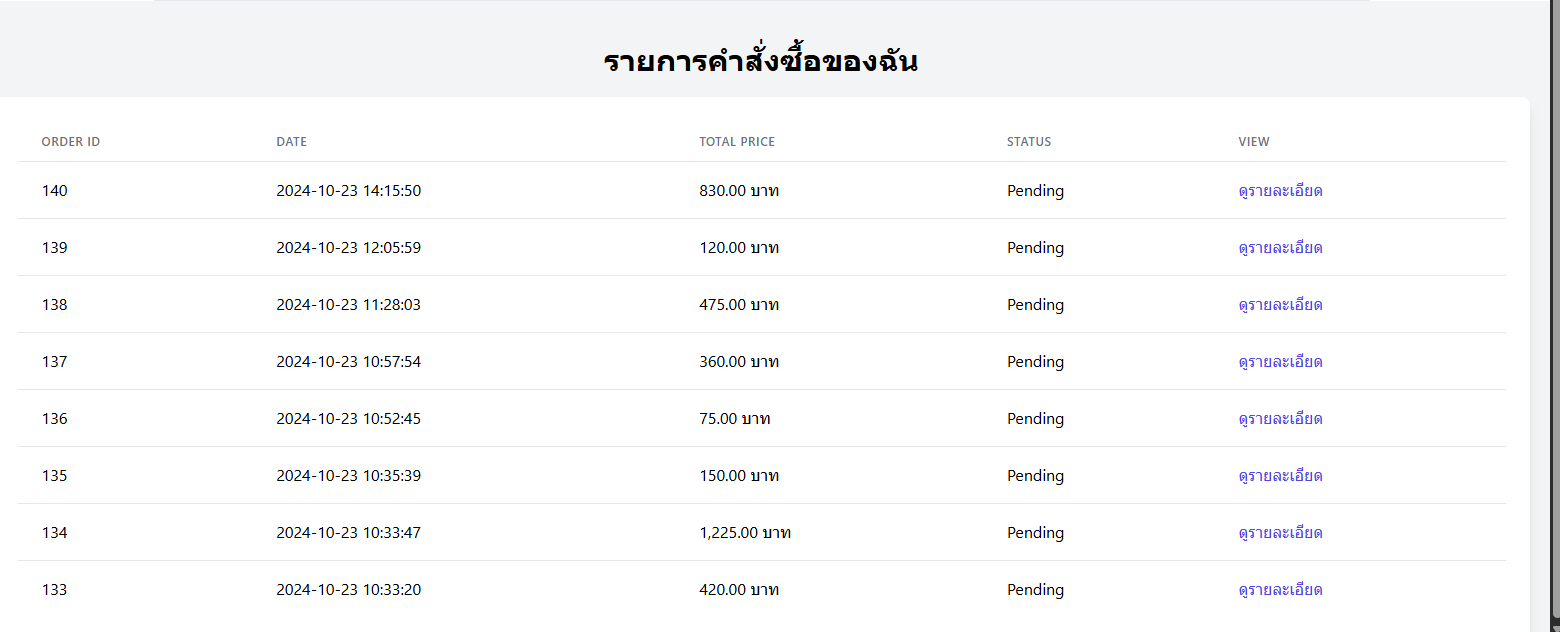 รายการคำสั่งซื้อของฉัน
ORDER ID DATE TOTAL PRICE STATUS VIEW
140 2024-10-23 14:15:50 830.00 บาท Pending ดูรายละเอียด
139 2024-10-23 12:05:59 120.00 บาท Pending ดูรายละเอียด
138 2024-10-23 11:28:03 475.00 บาท Pending ดูรายละเอียด
137 2024-10-23 10:57:54 360.00 บาท Pending ดูรายละเอียด
136 2024-10-23 10:52:45 75.00 บาท Pending ดูรายละเอียด
135 2024-10-23 10:35:39 150.00 บาท Pending ดูรายละเอียด
134 2024-10-23 10:33:47 1,225.00 บาท Pending ดูรายละเอียด
133 2024-10-23 10:33:20 420.00 บาท Pending ดูรายละเอียด